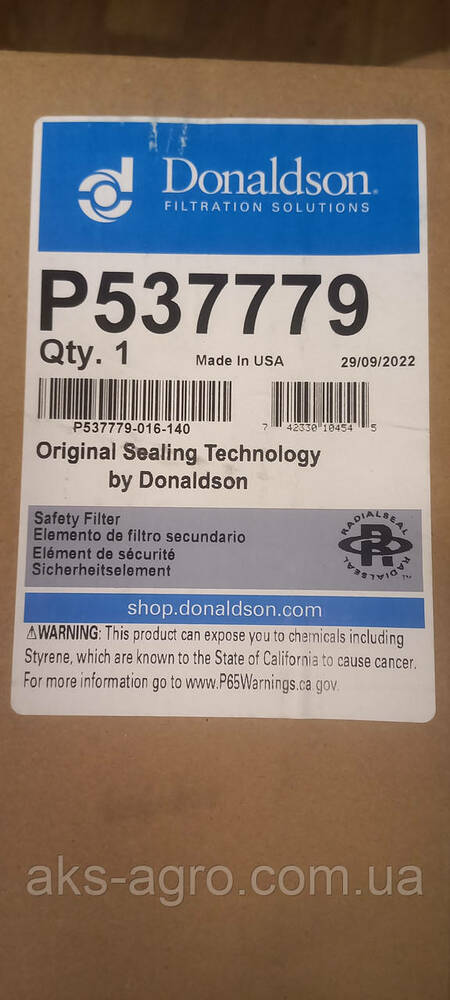 Donaldson®
FILTRATION SOLUTIONS
P537779
Qty. 1 Made In USA 29/09/2022
P537779-016-140 7 42330 10454 5
Original Sealing Technology
by Donaldson
Safety Filter
Elemento de filtro secundario
Elément de sécurité
Sicherheitselement
RADIALSEAL
RADIALSEAL™
shop.donaldson.com
⚠WARNING: This product can expose you to chemicals including
Styrene, which are known to the State of California to cause cancer.
For more information go to www.P65Warnings.ca.gov.
aks-agro.com.ua